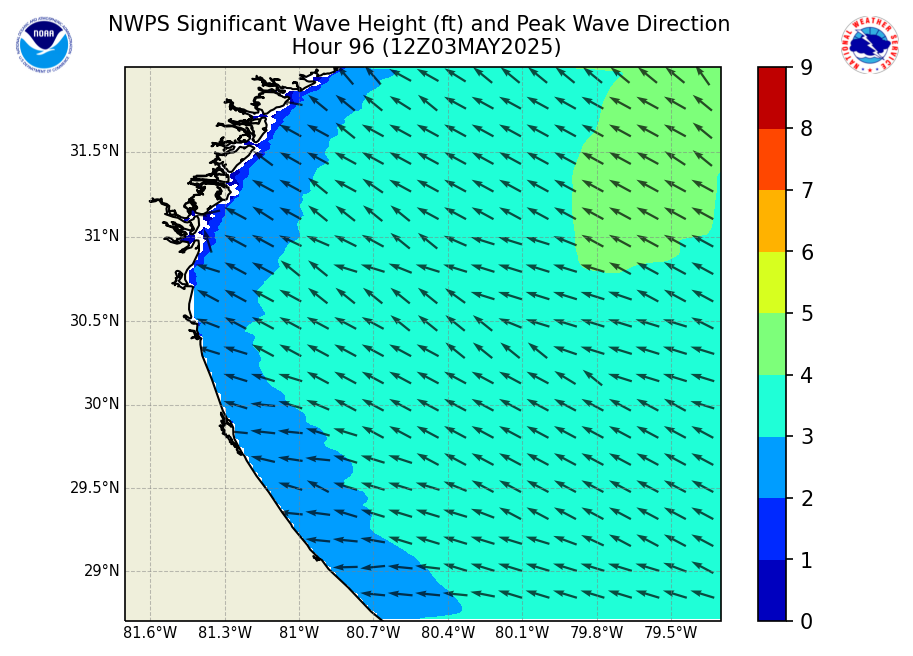 NWPS Significant Wave Height (ft) and Peak Wave Direction
Hour 96 (12Z03MAY2025)
NOAA
NATIONAL WEATHER SERVICE
31.5°N
31°N
30.5°N
30°N
29.5°N
29°N
81.6°W 81.3°W 81°W 80.7°W 80.4°W 80.1°W 79.8°W 79.5°W
9
8
7
6
5
4
3
2
1
0